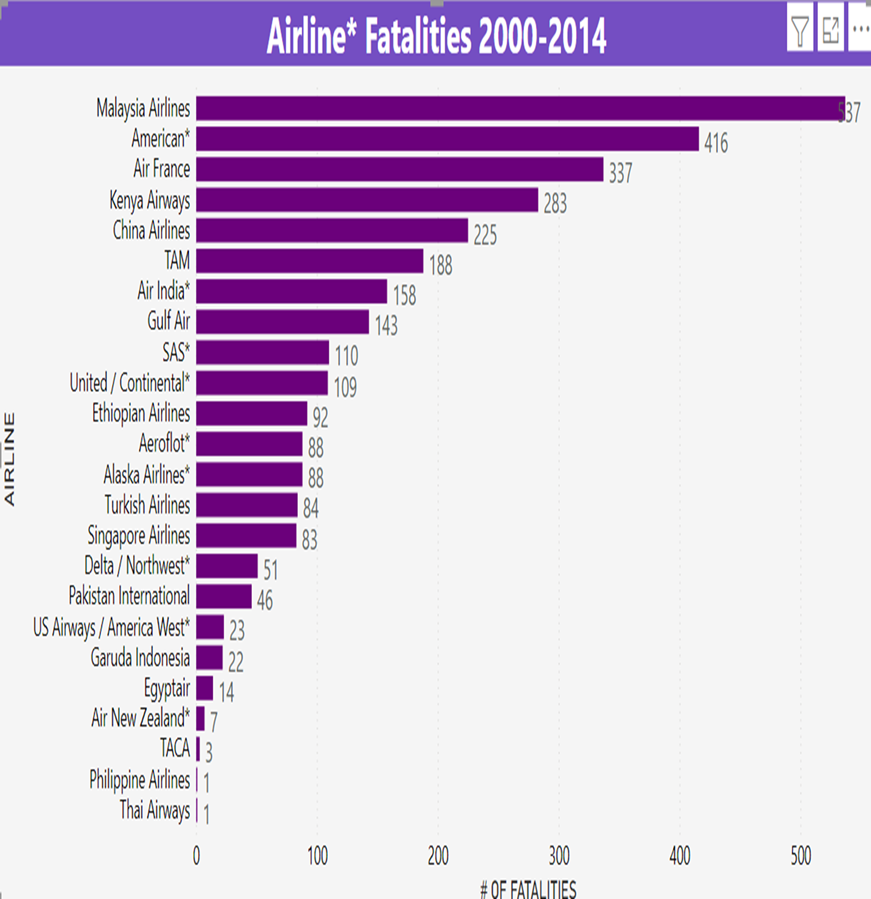 Airline* Fatalities 2000-2014
AIRLINE
Malaysia Airlines 537
American* 416
Air France 337
Kenya Airways 283
China Airlines 225
TAM 188
Air India* 158
Gulf Air 143
SAS* 110
United / Continental* 109
Ethiopian Airlines 92
Aeroflot* 88
Alaska Airlines* 88
Turkish Airlines 84
Singapore Airlines 83
Delta / Northwest* 51
Pakistan International 46
US Airways / America West* 23
Garuda Indonesia 22
Egyptair 14
Air New Zealand* 7
TACA 3
Philippine Airlines 1
Thai Airways 1
0 100 200 300 400 500
# OF FATALITIES